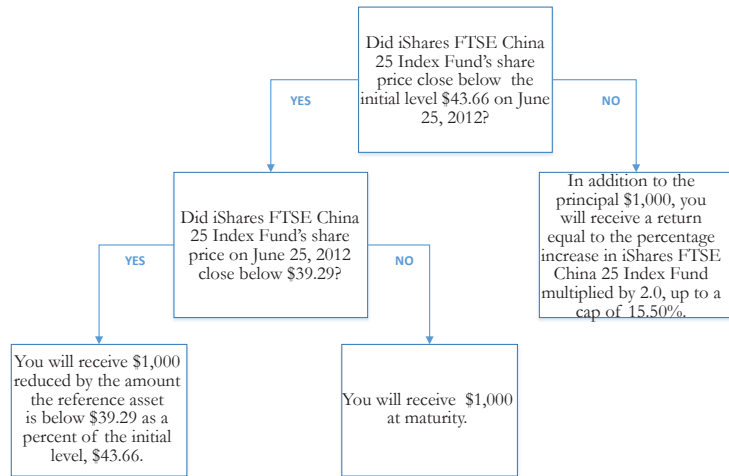 Did iShares FTSE China
25 Index Fund's share
price close below the
initial level $43.66 on June
25, 2012?
YES
NO
Did iShares FTSE China
25 Index Fund's share
price on June 25, 2012
close below $39.29?
In addition to the
principal $1,000, you
will receive a return
equal to the percentage
increase in iShares FTSE
China 25 Index Fund
multiplied by 2.0, up to a
cap of 15.50%.
YES
NO
You will receive $1,000
reduced by the amount
the reference asset
is below $39.29 as a
percent of the initial
level, $43.66.
You will receive $1,000
at maturity.